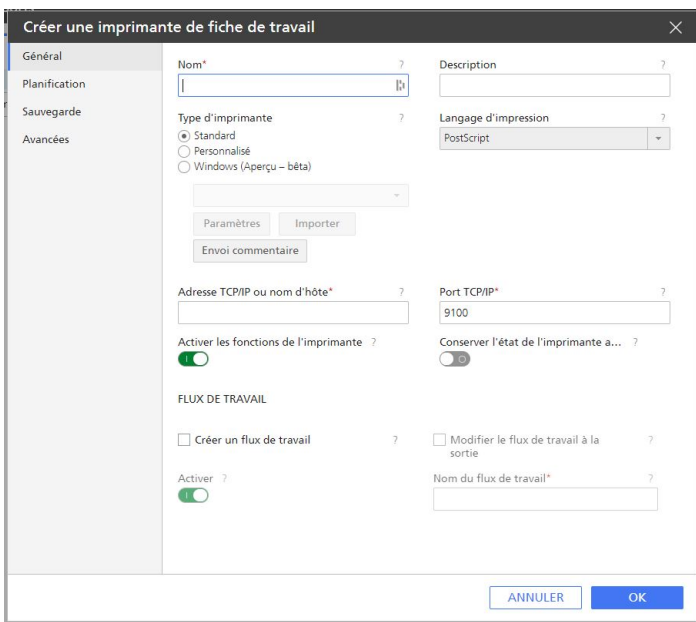 Créer une imprimante de fiche de travail
Général
Planification
Sauvegarde
Avancées
Nom* ?
Description ?
Type d'imprimante ?
Standard
Personnalisé
Windows (Aperçu – bêta)
Langage d'impression ?
PostScript
Paramètres
Importer
Envoi commentaire
Adresse TCP/IP ou nom d'hôte* ?
Port TCP/IP* ?
9100
Activer les fonctions de l'imprimante ?
Conserver l'état de l'imprimante a... ?
FLUX DE TRAVAIL
Créer un flux de travail ?
Modifier le flux de travail à la ?
sortie
Activer ?
Nom du flux de travail* ?
ANNULER
OK